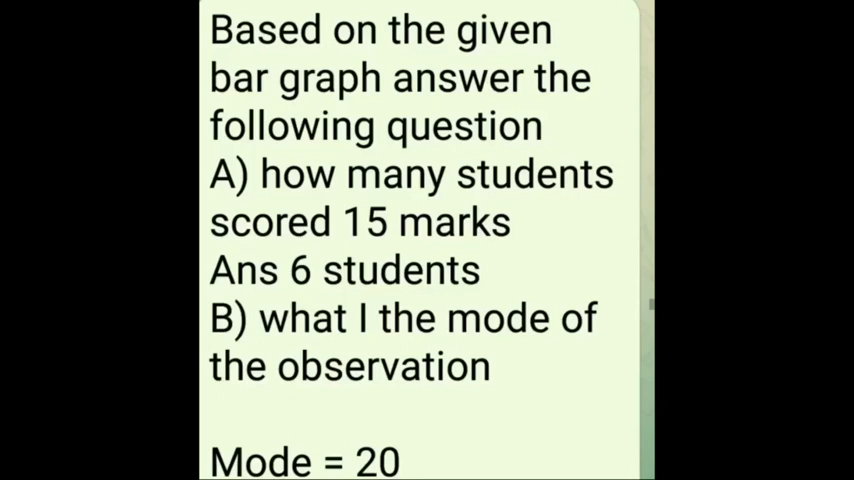 Based on the given
bar graph answer the
following question
A) how many students
scored 15 marks
Ans 6 students
B) what I the mode of
the observation
Mode = 20